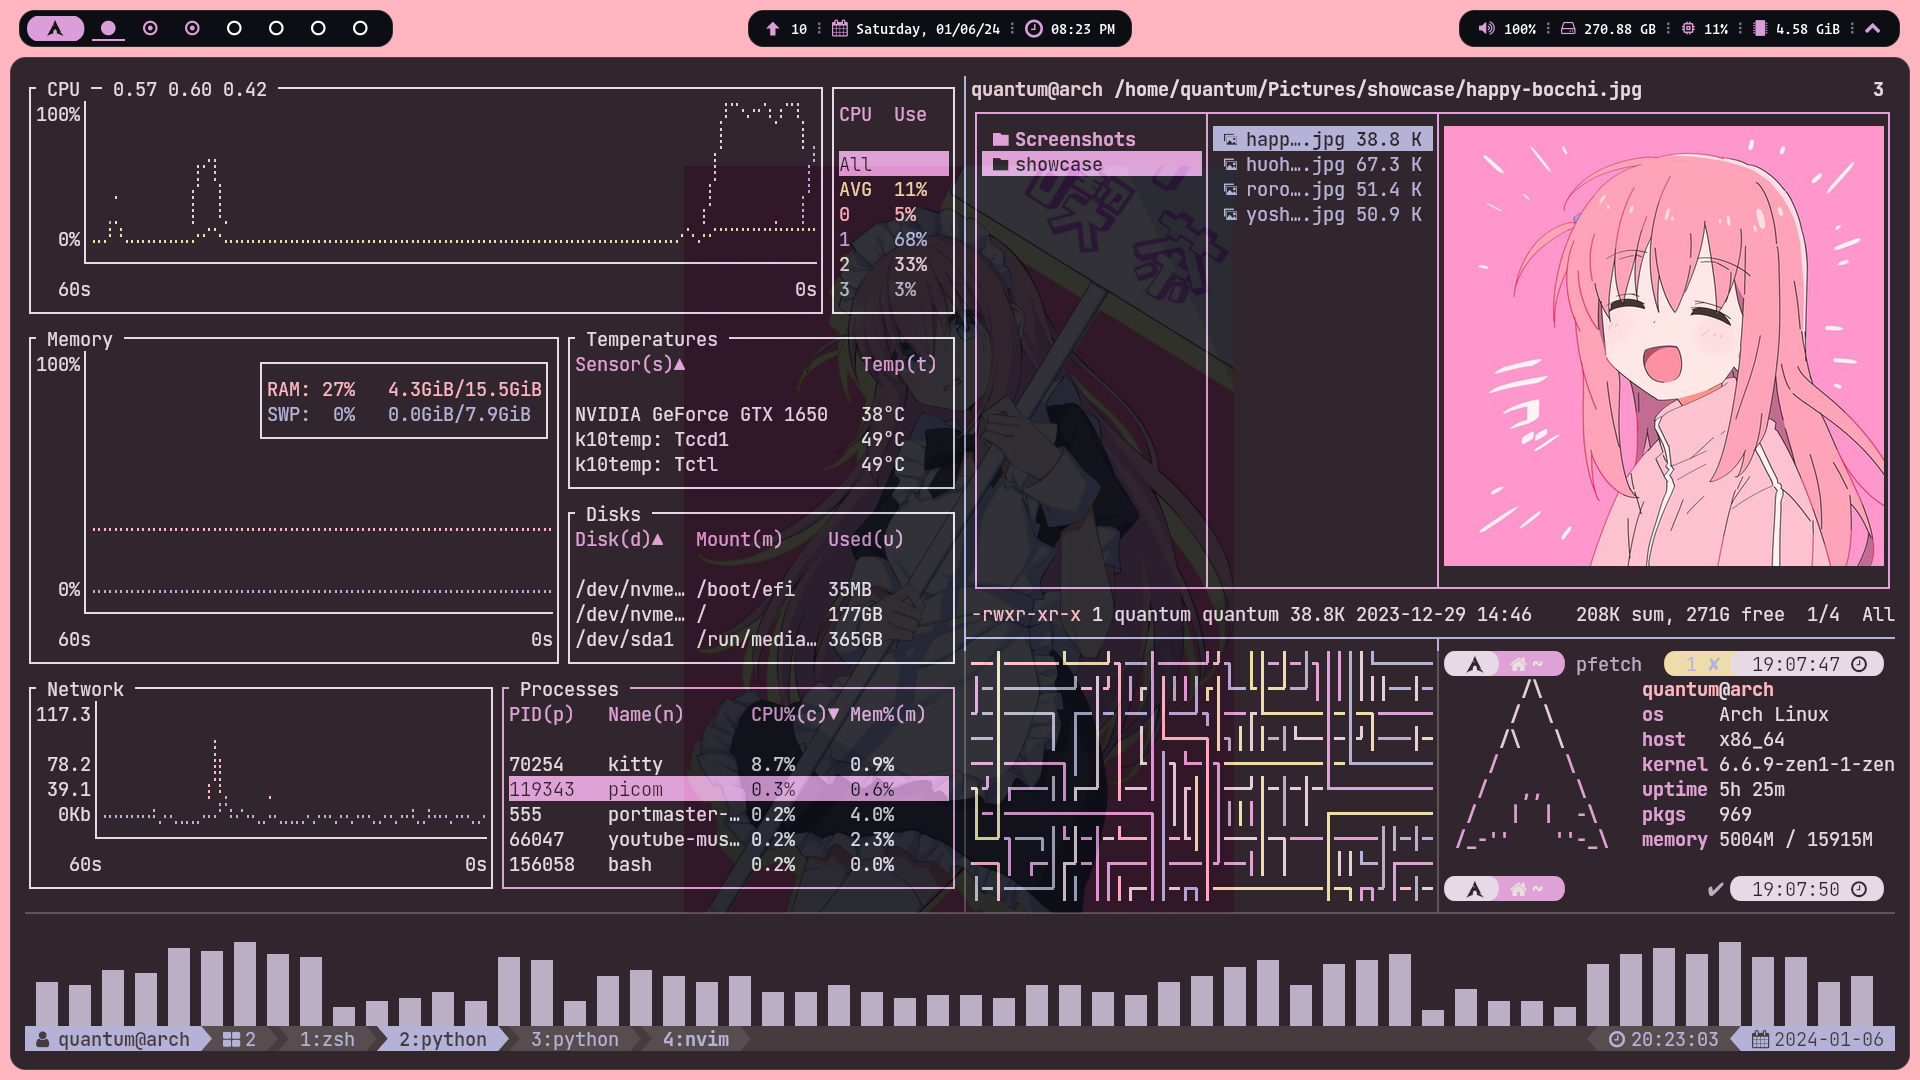 10 Saturday, 01/06/24 08:23 PM
100% 270.88 GB 11% 4.58 GiB
CPU — 0.57 0.60 0.42
100%
0%
60s 0s
CPU Use
All
AVG 11%
0 5%
1 68%
2 33%
3 3%
Memory
100%
RAM: 27% 4.3GiB/15.5GiB
SWP: 0% 0.0GiB/7.9GiB
0%
60s 0s
Temperatures
Sensor(s)▲ Temp(t)
NVIDIA GeForce GTX 1650 38°C
k10temp: Tccd1 49°C
k10temp: Tctl 49°C
Disks
Disk(d)▲ Mount(m) Used(u)
/dev/nvme… /boot/efi 35MB
/dev/nvme… / 177GB
/dev/sda1 /run/media… 365GB
Network
117.3
78.2
39.1
0Kb
60s 0s
Processes
PID(p) Name(n) CPU%(c)▼ Mem%(m)
70254 kitty 8.7% 0.9%
119343 picom 0.3% 0.6%
555 portmaster-… 0.2% 4.0%
66047 youtube-mus… 0.2% 2.3%
156058 bash 0.2% 0.0%
quantum@arch /home/quantum/Pictures/showcase/happy-bocchi.jpg 3
Screenshots
showcase
happ….jpg 38.8 K
huoh….jpg 67.3 K
roro….jpg 51.4 K
yosh….jpg 50.9 K
喫茶
-rwxr-xr-x 1 quantum quantum 38.8K 2023-12-29 14:46 208K sum, 271G free 1/4 All
~ pfetch 1 ✘ 19:07:47
quantum@arch
os Arch Linux
host x86_64
kernel 6.6.9-zen1-1-zen
uptime 5h 25m
pkgs 969
memory 5004M / 15915M
~ ✔ 19:07:50
quantum@arch 2 1:zsh 2:python 3:python 4:nvim 20:23:03 2024-01-06